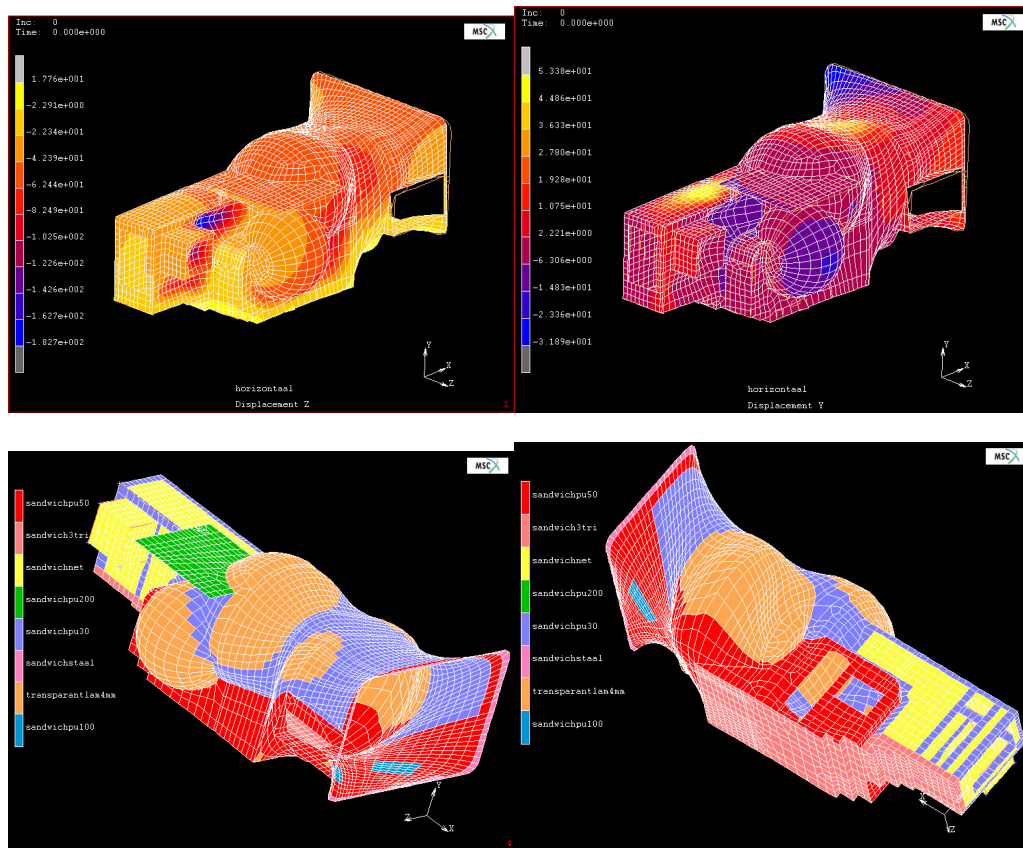 Inc: 0
Time: 0.000e+000
MSC
1.776e+001
-2.291e+000
-2.234e+001
-4.239e+001
-6.244e+001
-8.249e+001
-1.025e+002
-1.226e+002
-1.426e+002
-1.627e+002
-1.827e+002
Y
X
Z
horizontaal
Displacement Z
1
Inc: 0
Time: 0.000e+000
MSC
5.338e+001
4.486e+001
3.633e+001
2.780e+001
1.928e+001
1.075e+001
2.221e+000
-6.306e+000
-1.483e+001
-2.336e+001
-3.189e+001
Y
X
Z
horizontaal
Displacement Y
MSC
sandwichpu50
sandwich3tri
sandwichnet
sandwichpu200
sandwichpu30
sandwichstaal
transparantlam4mm
sandwichpu100
Y
Z
X
4
MSC
sandwichpu50
sandwich3tri
sandwichnet
sandwichpu200
sandwichpu30
sandwichstaal
transparantlam4mm
sandwichpu100
X
Z